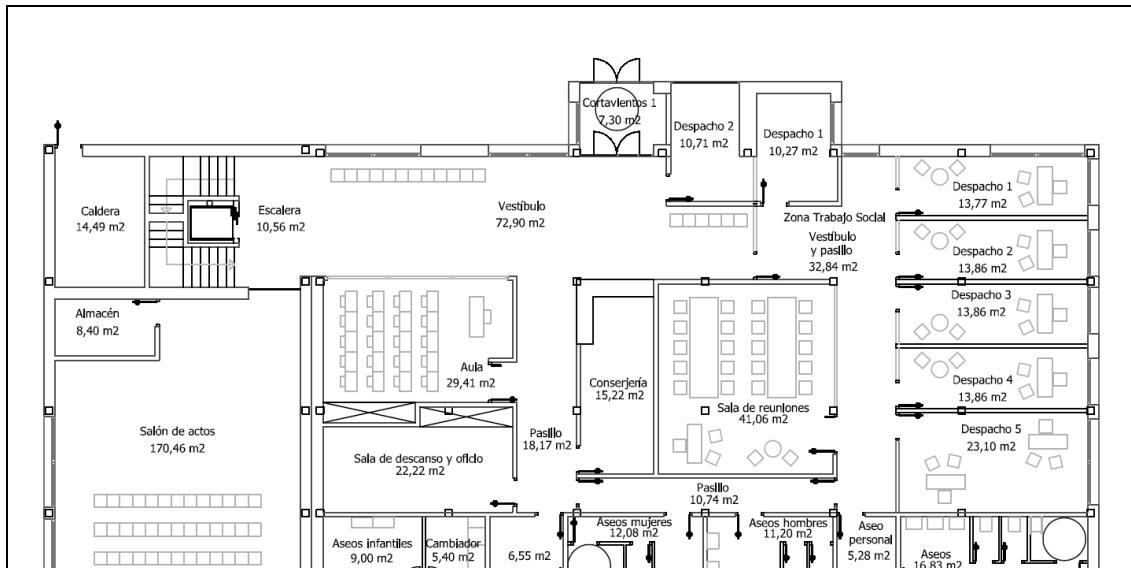 Cortavientos 1
7,30 m2
Despacho 2
10,71 m2
Despacho 1
10,27 m2
Caldera
14,49 m2
Escalera
10,56 m2
Vestíbulo
72,90 m2
Zona Trabajo Social
Vestíbulo
y pasillo
32,84 m2
Despacho 1
13,77 m2
Despacho 2
13,86 m2
Almacén
8,40 m2
Despacho 3
13,86 m2
Aula
29,41 m2
Conserjería
15,22 m2
Sala de reuniones
41,06 m2
Despacho 4
13,86 m2
Salón de actos
170,46 m2
Pasillo
18,17 m2
Despacho 5
23,10 m2
Sala de descanso y oficio
22,22 m2
Pasillo
10,74 m2
Aseos infantiles
9,00 m2
Cambiador
5,40 m2
6,55 m2
Aseos mujeres
12,08 m2
Aseos hombres
11,20 m2
Aseo
personal
5,28 m2
Aseos
16,83 m2